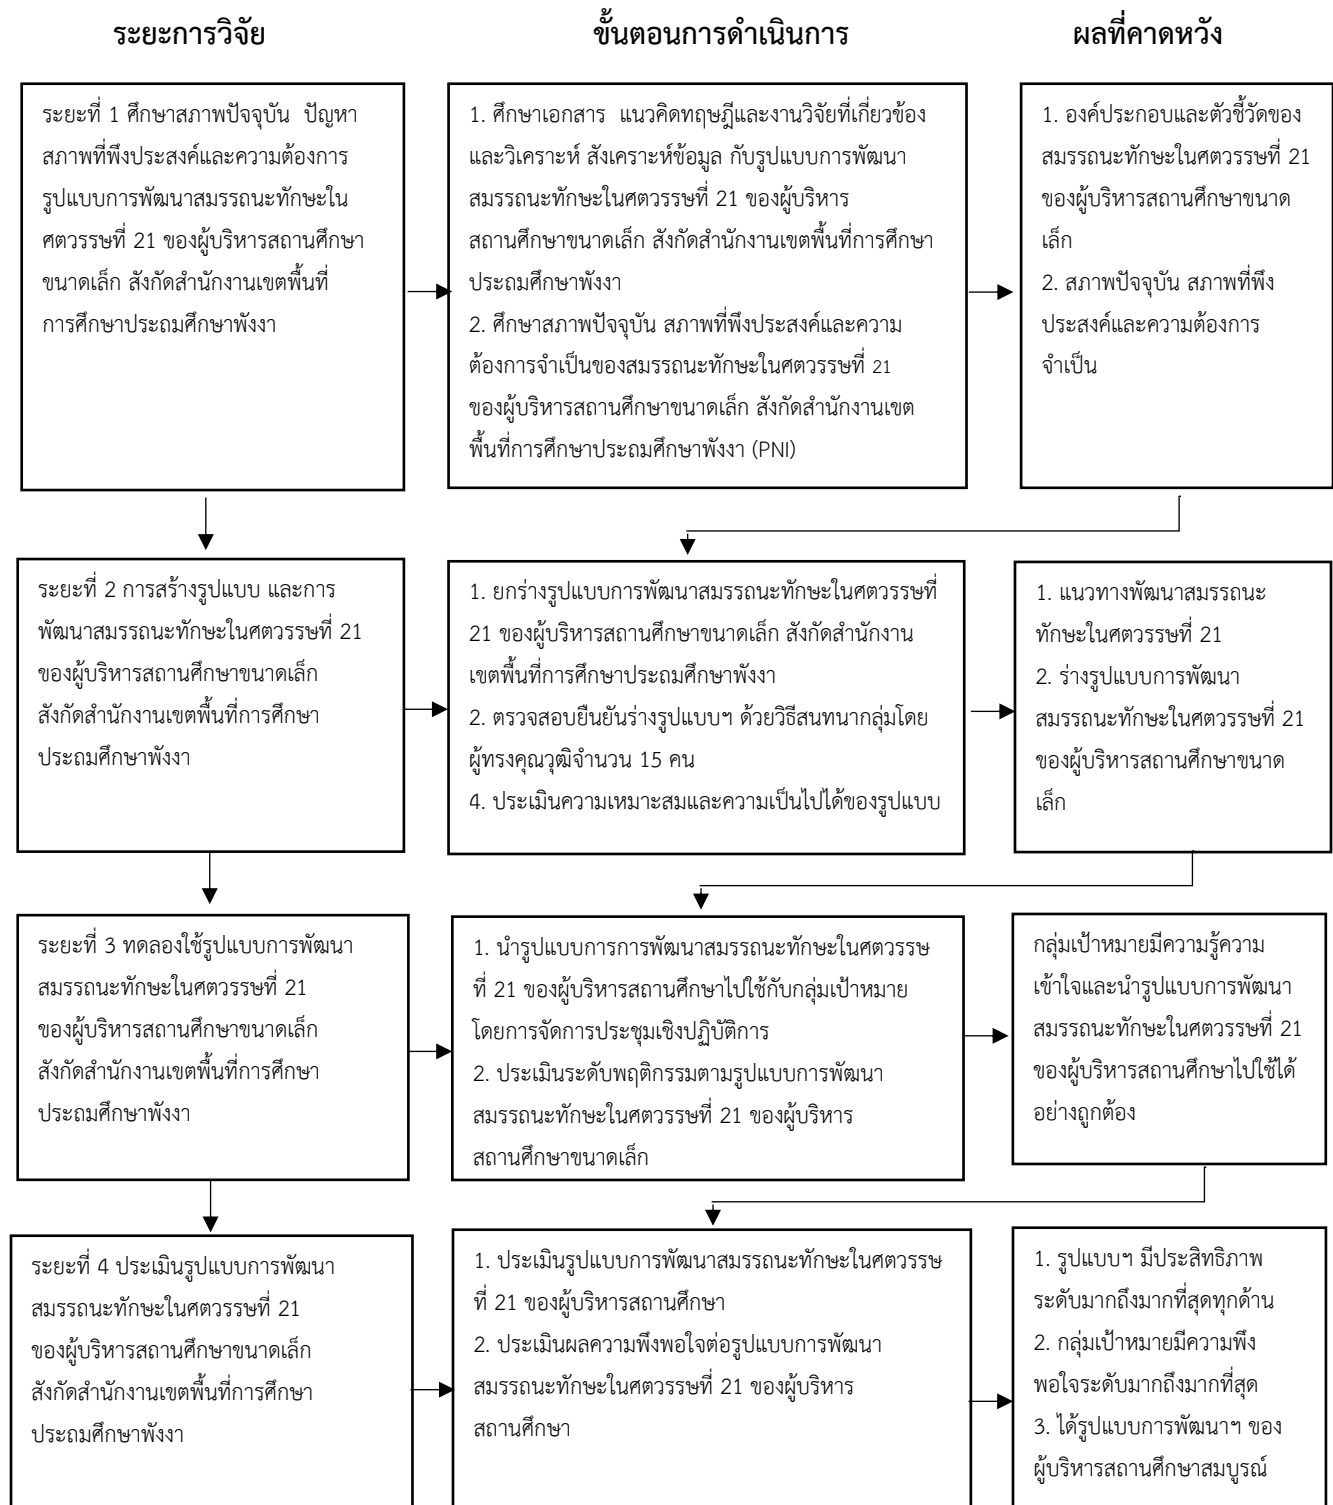 ระยะการวิจัย
ขั้นตอนการดำเนินการ
ผลที่คาดหวัง
ระยะที่ 1 ศึกษาสภาพปัจจุบัน ปัญหา
สภาพที่พึงประสงค์และความต้องการ
รูปแบบการพัฒนาสมรรถนะทักษะใน
ศตวรรษที่ 21 ของผู้บริหารสถานศึกษา
ขนาดเล็ก สังกัดสำนักงานเขตพื้นที่
การศึกษาประถมศึกษาพังงา
1. ศึกษาเอกสาร แนวคิดทฤษฎีและงานวิจัยที่เกี่ยวข้อง
และวิเคราะห์ สังเคราะห์ข้อมูล กับรูปแบบการพัฒนา
สมรรถนะทักษะในศตวรรษที่ 21 ของผู้บริหาร
สถานศึกษาขนาดเล็ก สังกัดสำนักงานเขตพื้นที่การศึกษา
ประถมศึกษาพังงา
2. ศึกษาสภาพปัจจุบัน สภาพที่พึงประสงค์และความ
ต้องการจำเป็นของสมรรถนะทักษะในศตวรรษที่ 21
ของผู้บริหารสถานศึกษาขนาดเล็ก สังกัดสำนักงานเขต
พื้นที่การศึกษาประถมศึกษาพังงา (PNI)
1. องค์ประกอบและตัวชี้วัดของ
สมรรถนะทักษะในศตวรรษที่ 21
ของผู้บริหารสถานศึกษาขนาด
เล็ก
2. สภาพปัจจุบัน สภาพที่พึง
ประสงค์และความต้องการ
จำเป็น
ระยะที่ 2 การสร้างรูปแบบ และการ
พัฒนาสมรรถนะทักษะในศตวรรษที่ 21
ของผู้บริหารสถานศึกษาขนาดเล็ก
สังกัดสำนักงานเขตพื้นที่การศึกษา
ประถมศึกษาพังงา
1. ยกร่างรูปแบบการพัฒนาสมรรถนะทักษะในศตวรรษที่
21 ของผู้บริหารสถานศึกษาขนาดเล็ก สังกัดสำนักงาน
เขตพื้นที่การศึกษาประถมศึกษาพังงา
2. ตรวจสอบยืนยันร่างรูปแบบฯ ด้วยวิธีสนทนากลุ่มโดย
ผู้ทรงคุณวุฒิจำนวน 15 คน
4. ประเมินความเหมาะสมและความเป็นไปได้ของรูปแบบ
1. แนวทางพัฒนาสมรรถนะ
ทักษะในศตวรรษที่ 21
2. ร่างรูปแบบการพัฒนา
สมรรถนะทักษะในศตวรรษที่ 21
ของผู้บริหารสถานศึกษาขนาด
เล็ก
ระยะที่ 3 ทดลองใช้รูปแบบการพัฒนา
สมรรถนะทักษะในศตวรรษที่ 21
ของผู้บริหารสถานศึกษาขนาดเล็ก
สังกัดสำนักงานเขตพื้นที่การศึกษา
ประถมศึกษาพังงา
1. นำรูปแบบการการพัฒนาสมรรถนะทักษะในศตวรรษ
ที่ 21 ของผู้บริหารสถานศึกษาไปใช้กับกลุ่มเป้าหมาย
โดยการจัดการประชุมเชิงปฏิบัติการ
2. ประเมินระดับพฤติกรรมตามรูปแบบการพัฒนา
สมรรถนะทักษะในศตวรรษที่ 21 ของผู้บริหาร
สถานศึกษาขนาดเล็ก
กลุ่มเป้าหมายมีความรู้ความ
เข้าใจและนำรูปแบบการพัฒนา
สมรรถนะทักษะในศตวรรษที่ 21
ของผู้บริหารสถานศึกษาไปใช้ได้
อย่างถูกต้อง
ระยะที่ 4 ประเมินรูปแบบการพัฒนา
สมรรถนะทักษะในศตวรรษที่ 21
ของผู้บริหารสถานศึกษาขนาดเล็ก
สังกัดสำนักงานเขตพื้นที่การศึกษา
ประถมศึกษาพังงา
1. ประเมินรูปแบบการพัฒนาสมรรถนะทักษะในศตวรรษ
ที่ 21 ของผู้บริหารสถานศึกษา
2. ประเมินผลความพึงพอใจต่อรูปแบบการพัฒนา
สมรรถนะทักษะในศตวรรษที่ 21 ของผู้บริหาร
สถานศึกษา
1. รูปแบบฯ มีประสิทธิภาพ
ระดับมากถึงมากที่สุดทุกด้าน
2. กลุ่มเป้าหมายมีความพึง
พอใจระดับมากถึงมากที่สุด
3. ได้รูปแบบการพัฒนาฯ ของ
ผู้บริหารสถานศึกษาสมบูรณ์